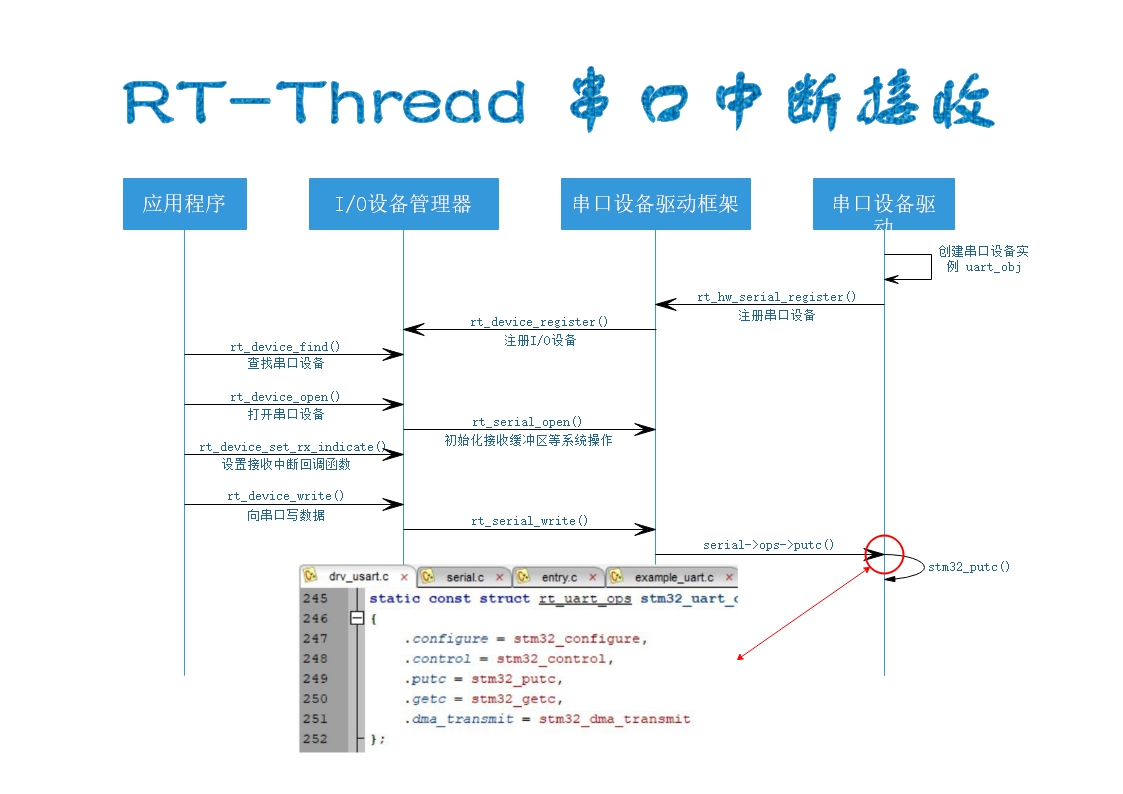 RT-Thread 串口中断接收
应用程序
I/O设备管理器
串口设备驱动框架
串口设备驱
动
创建串口设备实
例 uart_obj
rt_hw_serial_register()
注册串口设备
rt_device_register()
注册I/O设备
rt_device_find()
查找串口设备
rt_device_open()
打开串口设备
rt_serial_open()
初始化接收缓冲区等系统操作
rt_device_set_rx_indicate()
设置接收中断回调函数
rt_device_write()
向串口写数据
rt_serial_write()
serial->ops->putc()
stm32_putc()
drv_usart.c × serial.c × entry.c × example_uart.c ×
245 static const struct rt_uart_ops stm32_uart_
246 {
247 .configure = stm32_configure,
248 .control = stm32_control,
249 .putc = stm32_putc,
250 .getc = stm32_getc,
251 .dma_transmit = stm32_dma_transmit
252 };